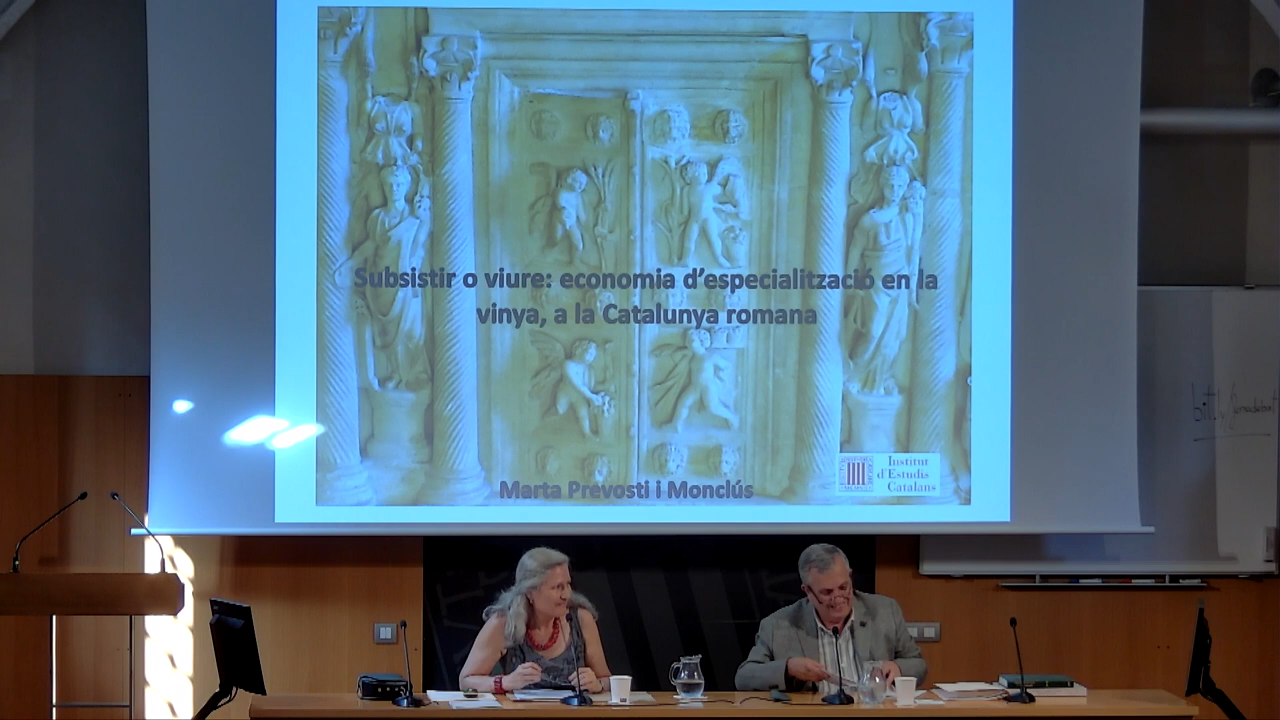 Subsistir o viure: economia d'especialització en la
vinya, a la Catalunya romana
Marta Prevosti i Monclús
Institut
d'Estudis
Catalans